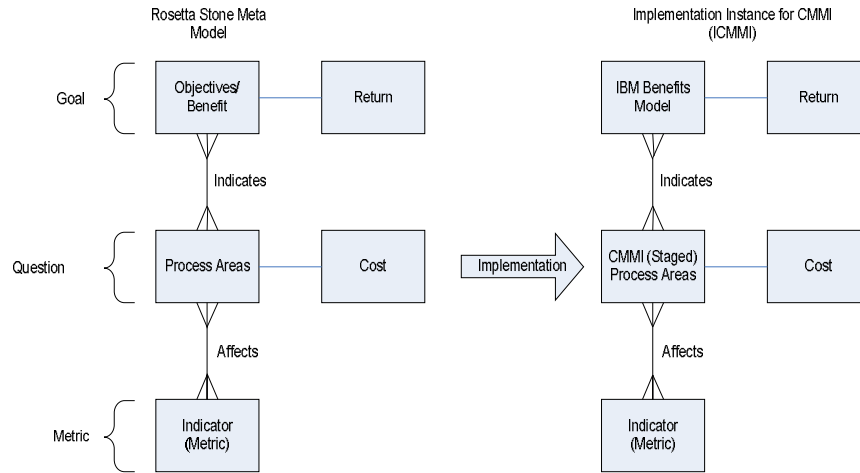 Rosetta Stone Meta
Model
Implementation Instance for CMMI
(ICMMI)
Goal
Objectives/
Benefit
Return
IBM Benefits
Model
Return
Indicates
Indicates
Question
Process Areas
Cost
Implementation
CMMI (Staged)
Process Areas
Cost
Affects
Affects
Metric
Indicator
(Metric)
Indicator
(Metric)